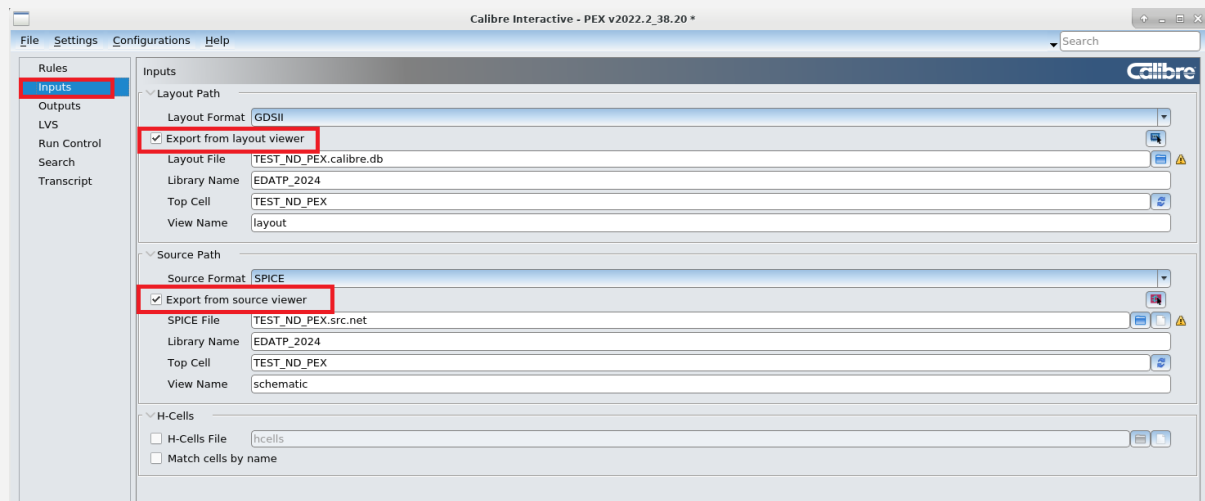 Calibre Interactive - PEX v2022.2_38.20 *
File Settings Configurations Help
Search
Rules
Inputs
Outputs
LVS
Run Control
Search
Transcript
Inputs
Calibre
Layout Path
Layout Format GDSII
Export from layout viewer
Layout File TEST_ND_PEX.calibre.db
Library Name EDATP_2024
Top Cell TEST_ND_PEX
View Name layout
Source Path
Source Format SPICE
Export from source viewer
SPICE File TEST_ND_PEX.src.net
Library Name EDATP_2024
Top Cell TEST_ND_PEX
View Name schematic
H-Cells
H-Cells File hcells
Match cells by name